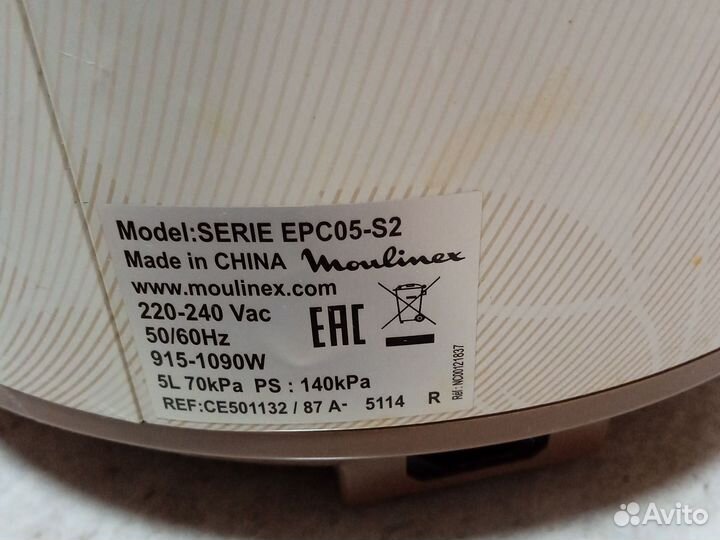 Model:SERIE EPC05-S2
Made in CHINA Moulinex
www.moulinex.com
220-240 Vac
50/60Hz
915-1090W
EAC
5L 70kPa PS : 140kPa
REF:CE501132 / 87 A- 5114 R
Réf : NC00121837
Avito